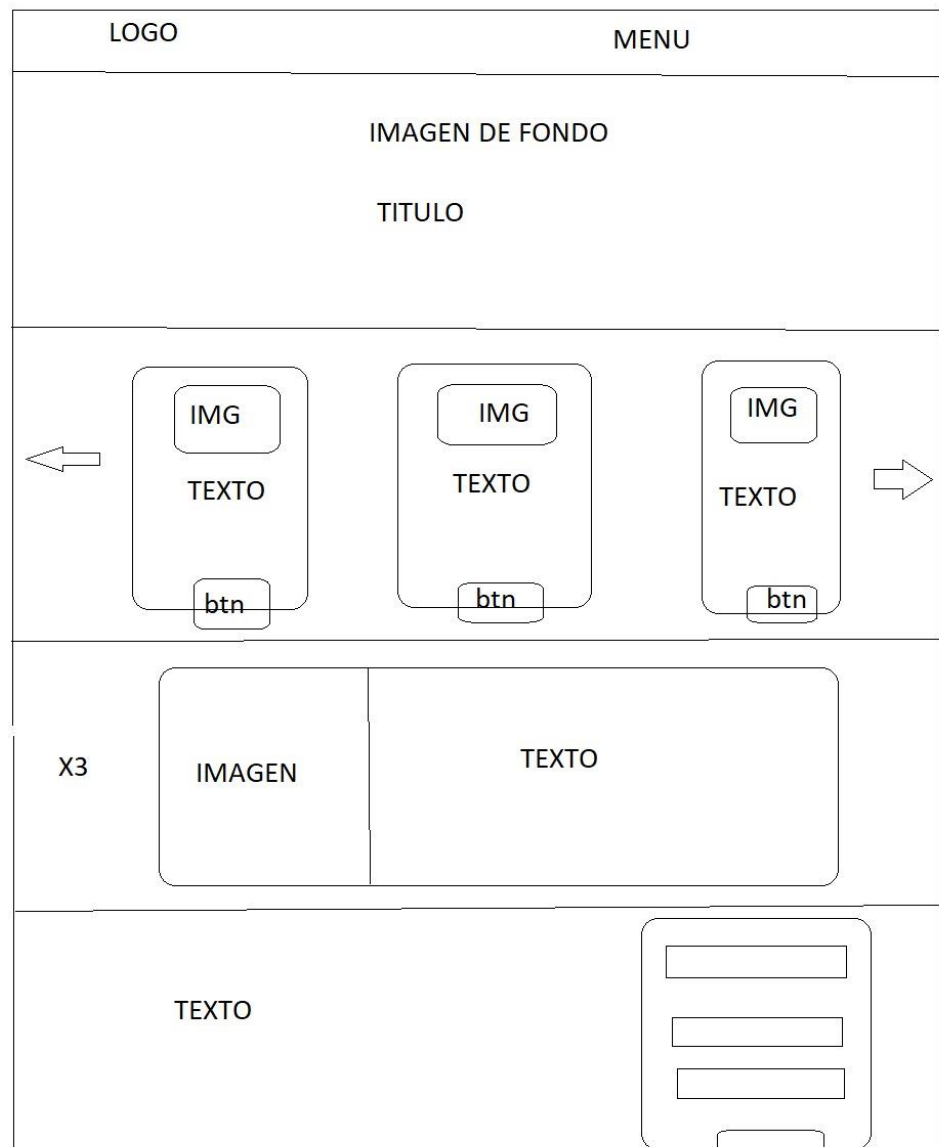 LOGO
MENU
IMAGEN DE FONDO
TITULO
IMG
IMG
IMG
TEXTO
TEXTO
TEXTO
btn
btn
btn
X3
IMAGEN
TEXTO
TEXTO